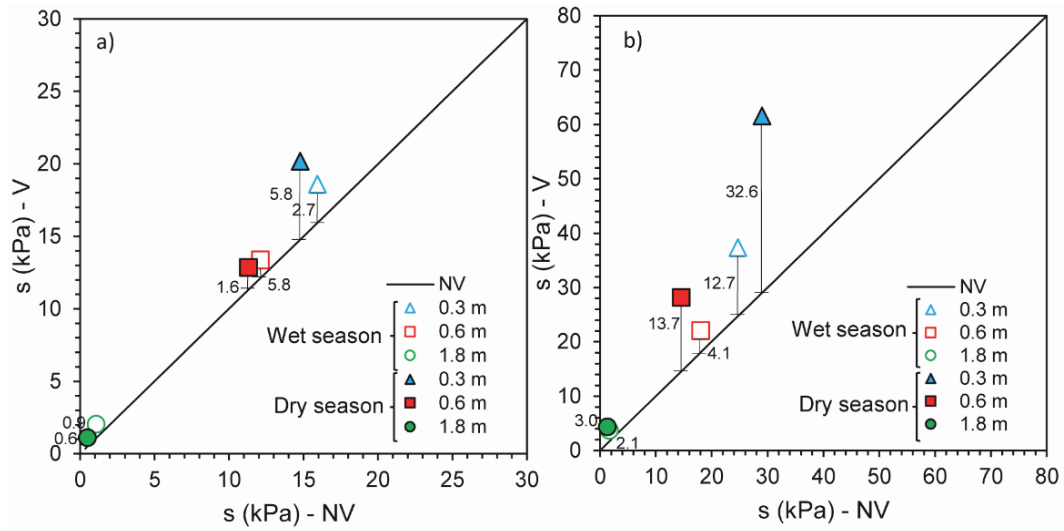 a)
s (kPa) - V
30
25
20
15
10
5
0
5.8
2.7
1.6
5.8
0.9
0.6
NV
Wet season
0.3 m
0.6 m
1.8 m
Dry season
0.3 m
0.6 m
1.8 m
0 5 10 15 20 25 30
s (kPa) - NV
b)
s (kPa) - V
80
70
60
50
40
30
20
10
0
32.6
12.7
13.7
4.1
3.0
2.1
NV
Wet season
0.3 m
0.6 m
1.8 m
Dry season
0.3 m
0.6 m
1.8 m
0 10 20 30 40 50 60 70 80
s (kPa) - NV